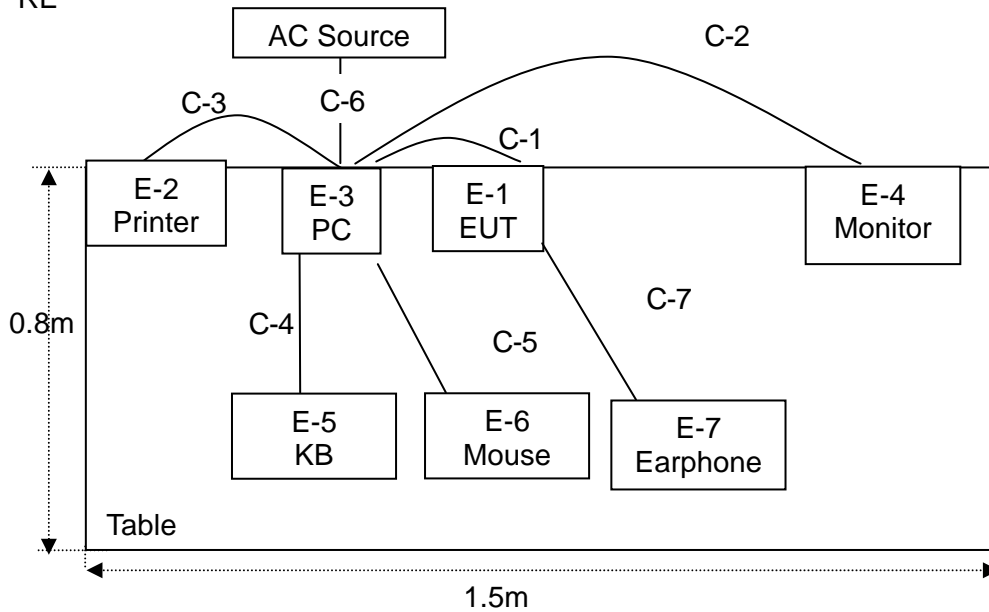 AC Source
C-2
C-3
C-6
C-1
E-2
Printer
E-3
PC
E-1
EUT
E-4
Monitor
0.8m
C-4
C-5
C-7
E-5
KB
E-6
Mouse
E-7
Earphone
Table
1.5m